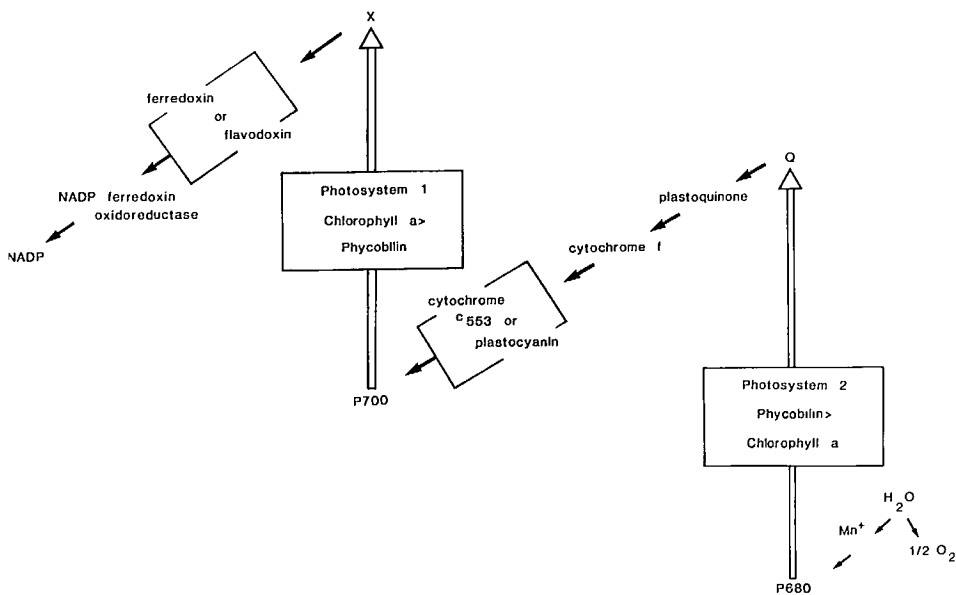 X
ferredoxin
or
flavodoxin
NADP ferredoxin
oxidoreductase
NADP
Photosystem 1
Chlorophyll a>
Phycobilin
P700
Q
plastoquinone
cytochrome f
cytochrome
c553 or
plastocyanin
Photosystem 2
Phycobilin>
Chlorophyll a
H2O
Mn+
1/2 O2
P680